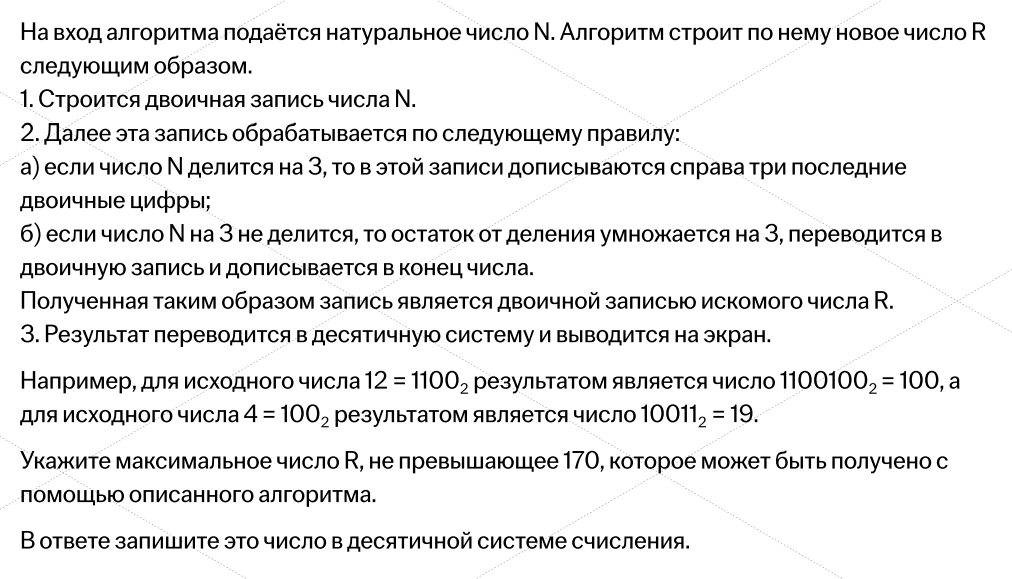 На вход алгоритма подаётся натуральное число N. Алгоритм строит по нему новое число R
следующим образом.
1. Строится двоичная запись числа N.
2. Далее эта запись обрабатывается по следующему правилу:
а) если число N делится на 3, то в этой записи дописываются справа три последние
двоичные цифры;
б) если число N на 3 не делится, то остаток от деления умножается на 3, переводится в
двоичную запись и дописывается в конец числа.
Полученная таким образом запись является двоичной записью искомого числа R.
3. Результат переводится в десятичную систему и выводится на экран.
Например, для исходного числа 12 = 1100₂ результатом является число 1100100₂ = 100, а
для исходного числа 4 = 100₂ результатом является число 10011₂ = 19.
Укажите максимальное число R, не превышающее 170, которое может быть получено с
помощью описанного алгоритма.
В ответе запишите это число в десятичной системе счисления.